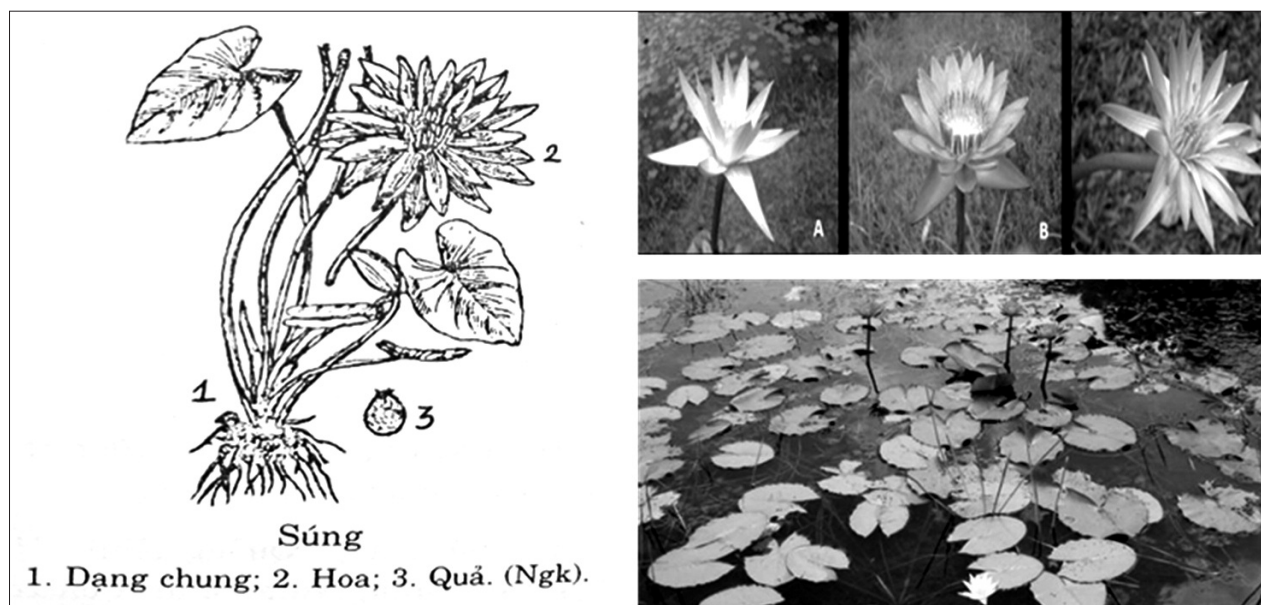 2
1
3
Súng
1. Dạng chung; 2. Hoa; 3. Quả. (Ngk).
A
B